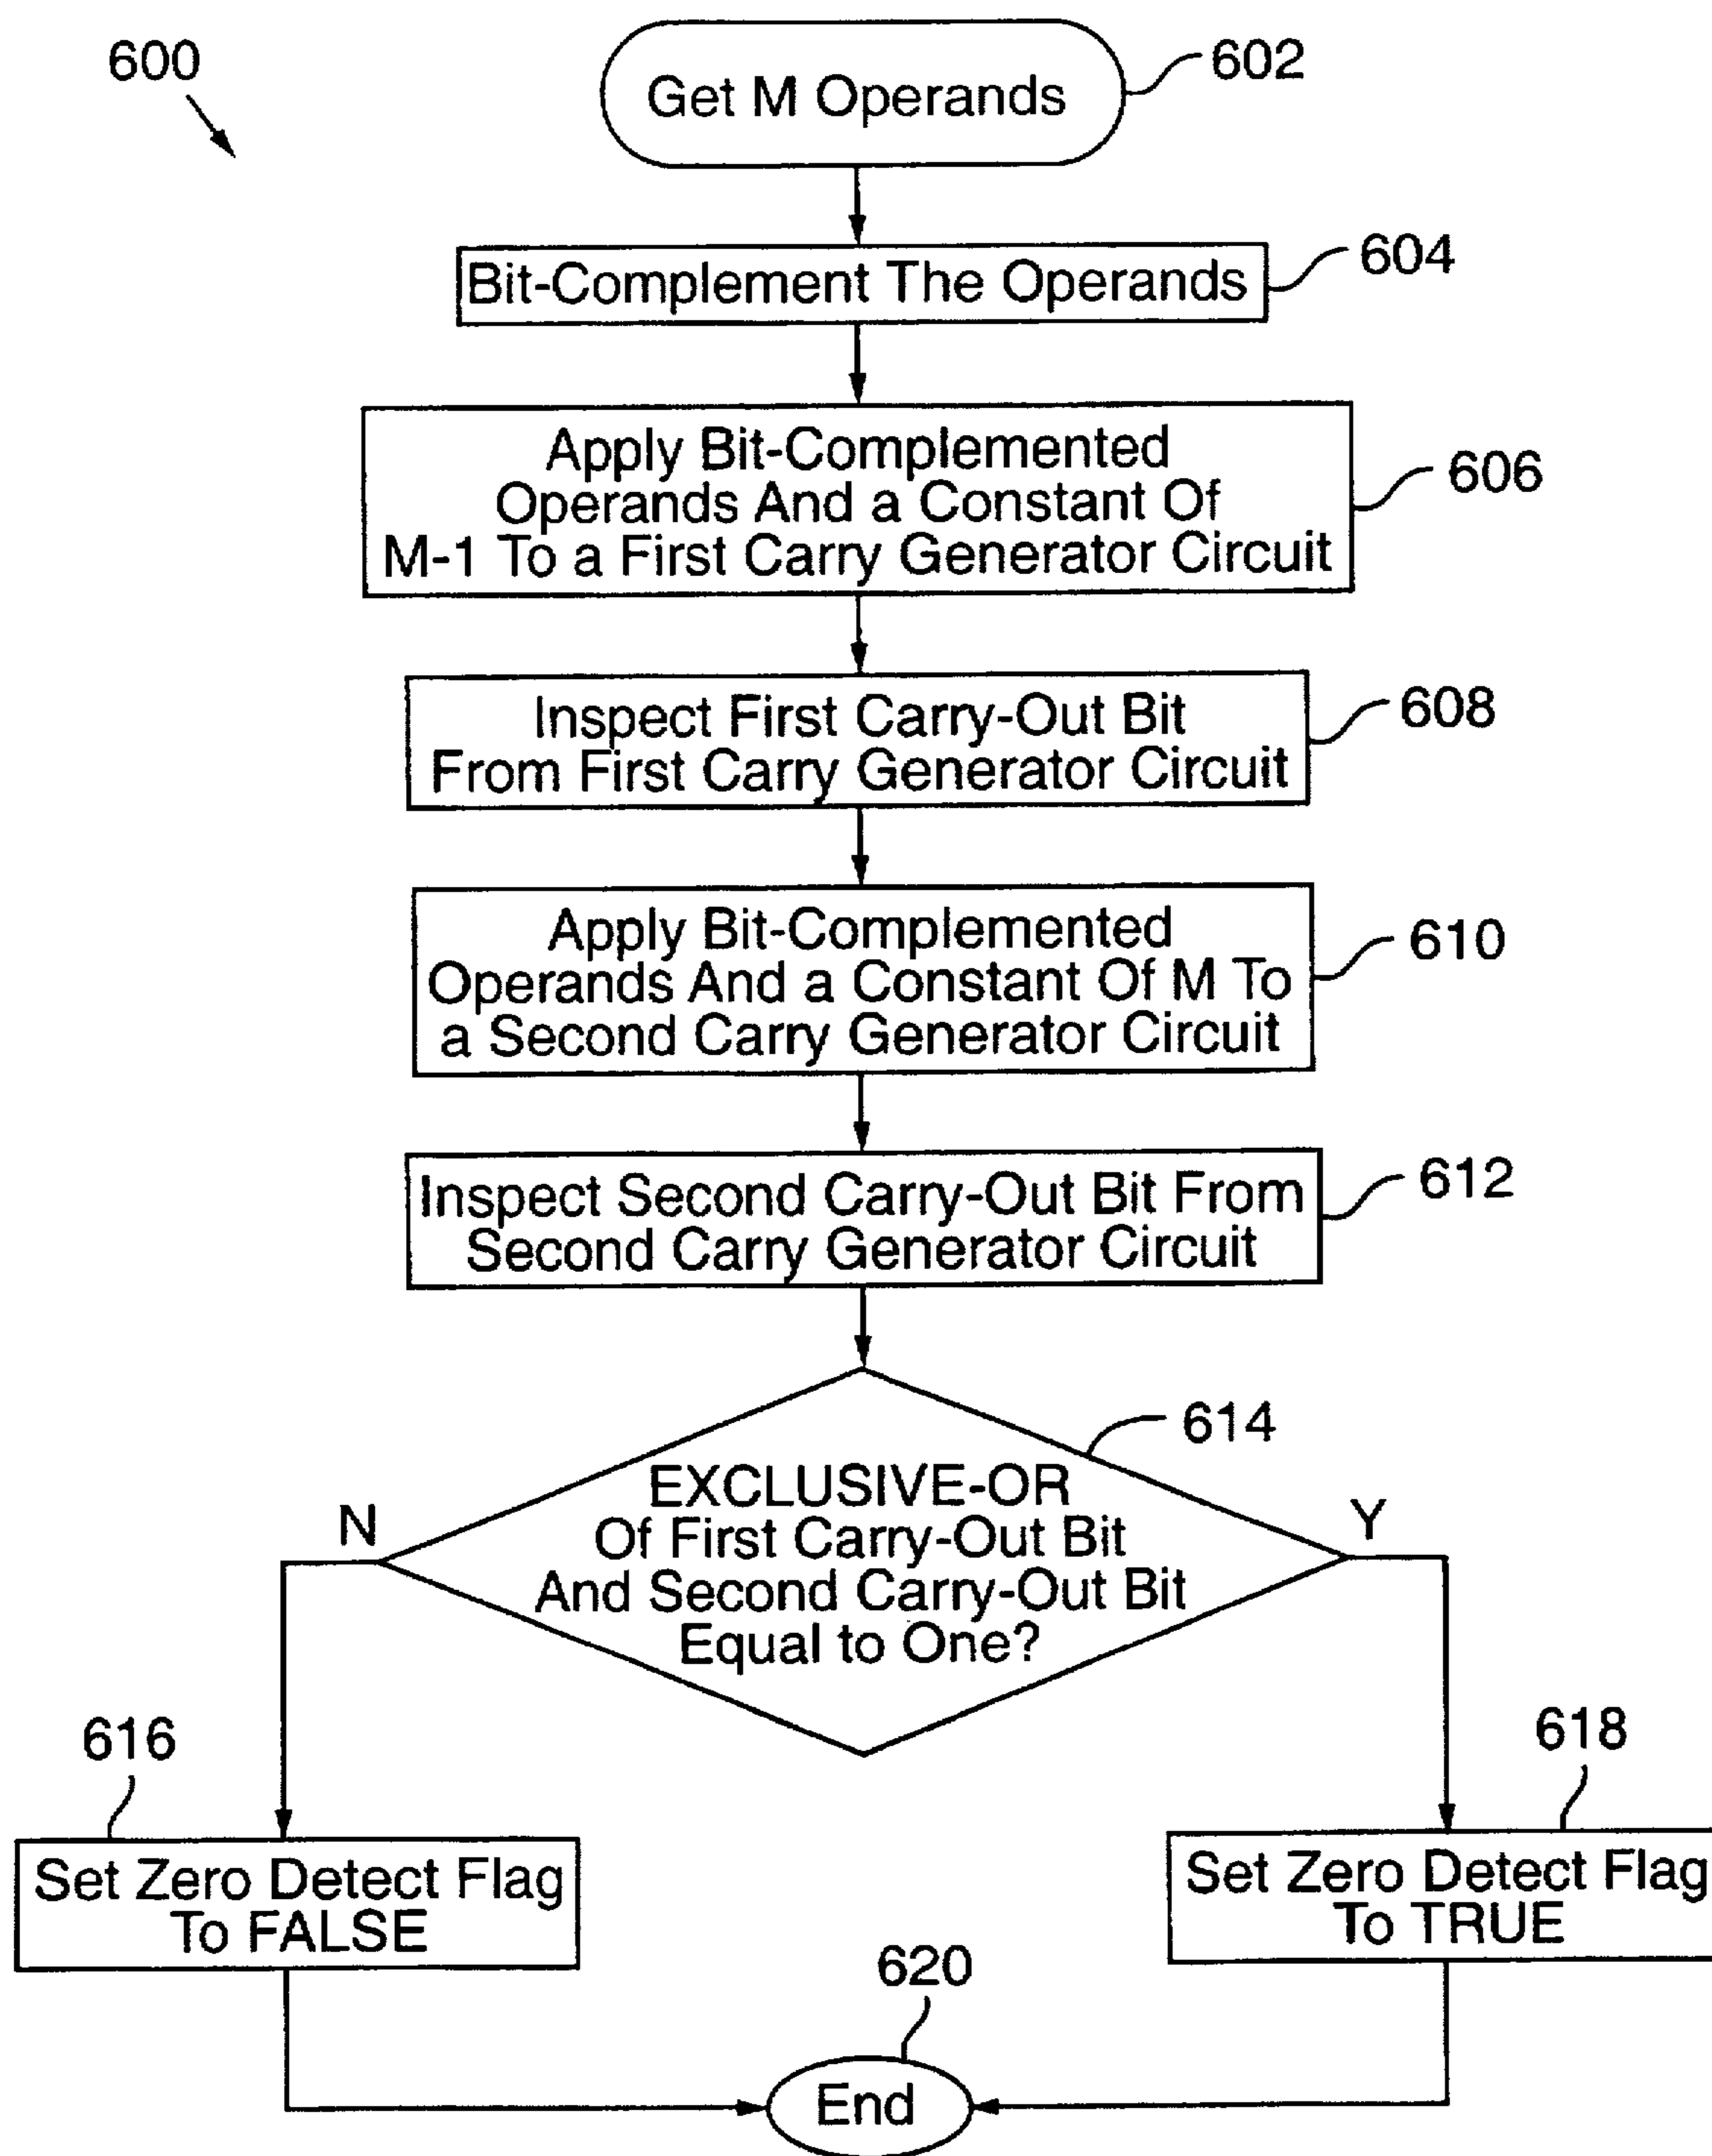 600
602
Get M Operands
604
Bit-Complement The Operands
606
Apply Bit-Complemented
Operands And a Constant Of
M-1 To a First Carry Generator Circuit
608
Inspect First Carry-Out Bit
From First Carry Generator Circuit
610
Apply Bit-Complemented
Operands And a Constant Of M To
a Second Carry Generator Circuit
612
Inspect Second Carry-Out Bit From
Second Carry Generator Circuit
614
EXCLUSIVE-OR
Of First Carry-Out Bit
And Second Carry-Out Bit
Equal to One?
N
Y
616
Set Zero Detect Flag
To FALSE
618
Set Zero Detect Flag
To TRUE
620
End